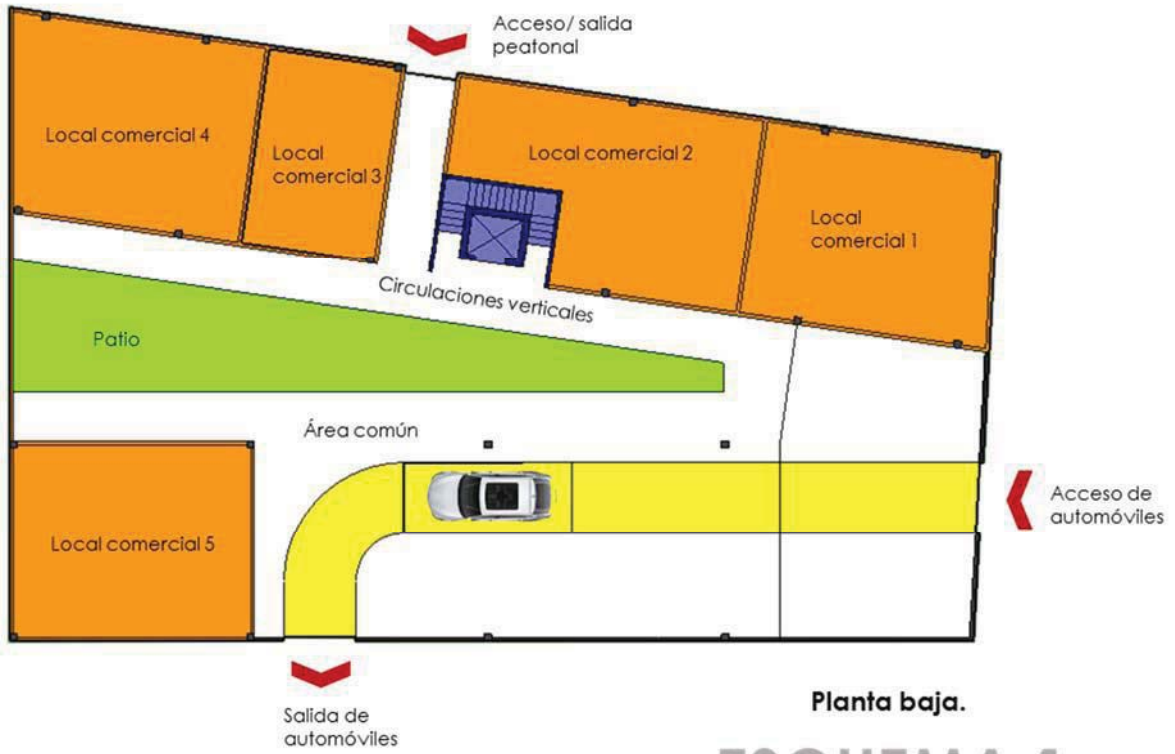 Acceso/ salida
peatonal
Local comercial 4
Local
comercial 3
Local comercial 2
Local
comercial 1
Circulaciones verticales
Patio
Área común
Acceso de
automóviles
Local comercial 5
Planta baja.
Salida de
automóviles